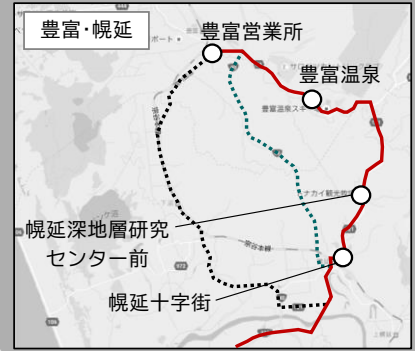 豊富･幌延
豊富営業所
豊富温泉
幌延深地層研究
センター前
幌延十字街